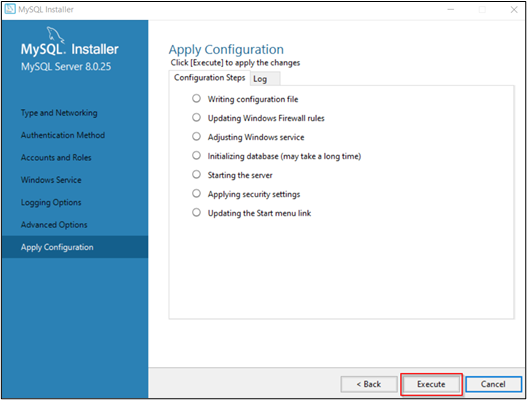 MySQL Installer
MySQL. Installer
MySQL Server 8.0.25
Type and Networking
Authentication Method
Accounts and Roles
Windows Service
Logging Options
Advanced Options
Apply Configuration
Apply Configuration
Click [Execute] to apply the changes
Configuration Steps Log
Writing configuration file
Updating Windows Firewall rules
Adjusting Windows service
Initializing database (may take a long time)
Starting the server
Applying security settings
Updating the Start menu link
< Back Execute Cancel